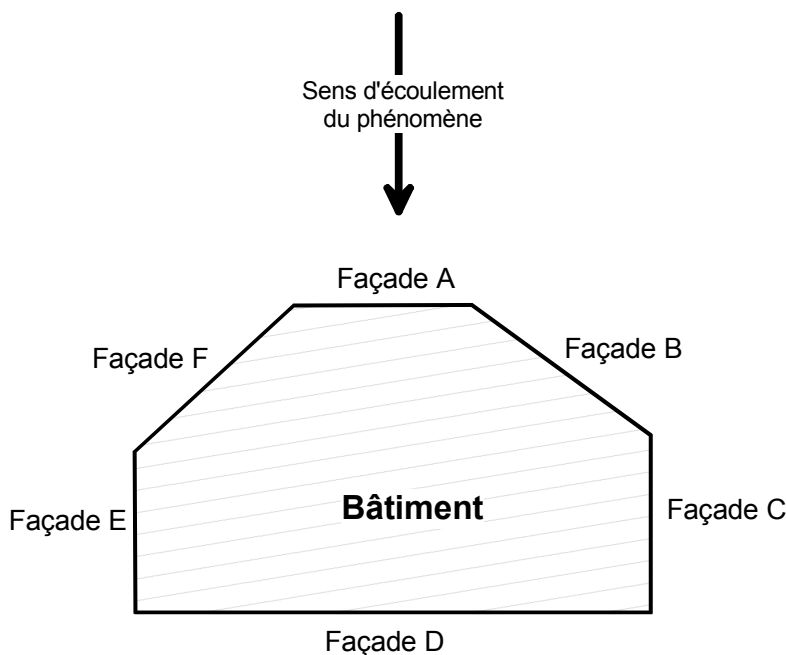 Sens d'écoulement
du phénomène
Façade A
Façade F
Façade B
Bâtiment
Façade E
Façade C
Façade D